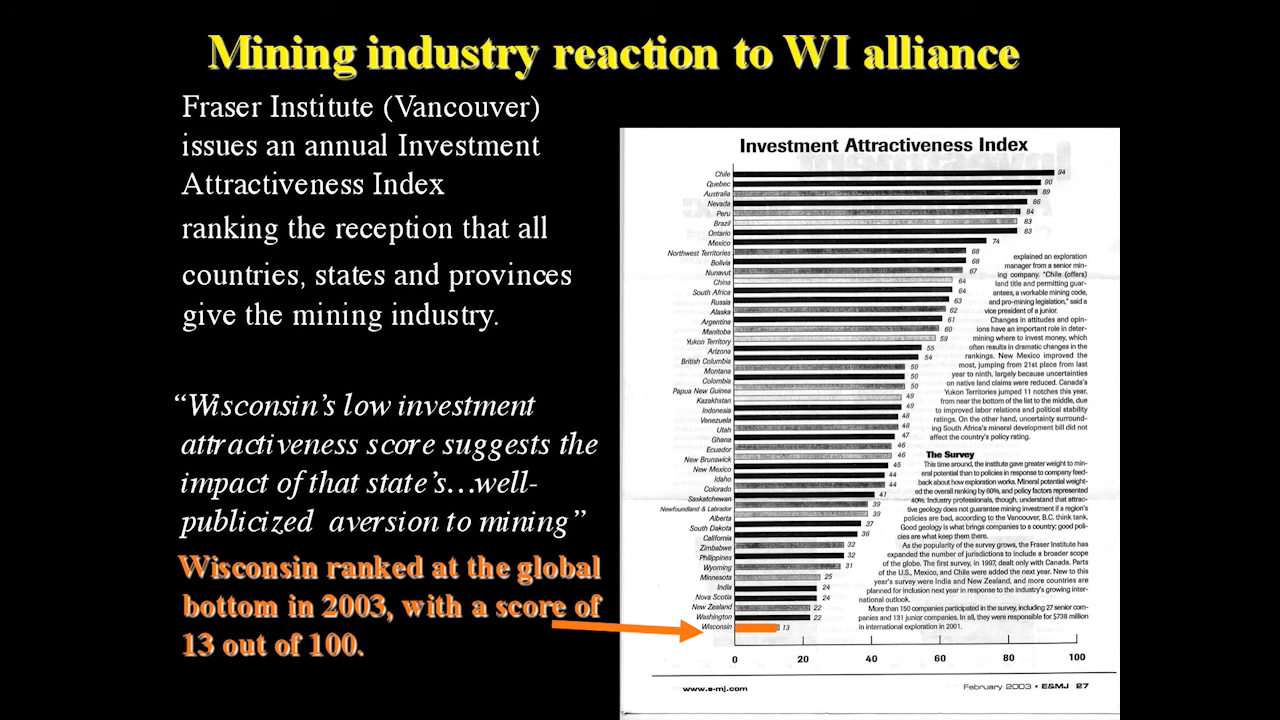 Mining industry reaction to WI alliance
Fraser Institute (Vancouver)
issues an annual Investment
Attractiveness Index
ranking the reception that all
countries, states and provinces
give the mining industry.
“Wisconsin’s low investment
attractiveness score suggests the
impact of that state’s…well-
publicized aversion to mining”
Wisconsin ranked at the global
bottom in 2003, with a score of
13 out of 100.
Investment Attractiveness Index
Chile 94
Quebec 90
Australia 89
Nevada 86
Peru 84
Brazil 83
Ontario 83
Mexico 74
Northwest Territories 68
Bolivia 68
Nunavut 67
China 64
South Africa 64
Russia 63
Alaska 62
Argentina 61
Manitoba 60
Yukon Territory 59
Arizona 55
British Columbia 54
Montana 50
Colombia 50
Papua New Guinea 50
Kazakhstan 49
Indonesia 49
Venezuela 48
Utah 48
Ghana 47
Ecuador 46
New Brunswick 46
New Mexico 45
Idaho 44
Colorado 44
Saskatchewan 41
Newfoundland & Labrador 39
Alberta 39
South Dakota 37
California 36
Zimbabwe 32
Philippines 32
Wyoming 31
Minnesota 25
India 24
Nova Scotia 24
New Zealand 22
Washington 22
Wisconsin 13
0 20 40 60 80 100
explained an exploration
manager from a senior min-
ing company. “Chile (offers)
land title and permitting guar-
antees, a workable mining code,
and pro-mining legislation,” said a
vice president of a junior.
Changes in attitudes and opin-
ions have an important role in deter-
mining where to invest money, which
often results in dramatic changes in the
rankings. New Mexico improved the
most, jumping from 21st place from last
year to ninth, largely because uncertainties
on native land claims were reduced. Canada’s
Yukon Territories jumped 11 notches this year,
from near the bottom of the list to the middle, due
to improved labor relations and political stability
ratings. On the other hand, uncertainty surround-
ing South Africa’s mineral development bill did not
affect the country’s policy rating.
The Survey
This time around, the institute gave greater weight to min-
eral potential than to policies in response to company feed-
back about how exploration works. Mineral potential weight-
ed the overall ranking by 60%, and policy factors represented
40%. Industry professionals, though, understand that attrac-
tive geology does not guarantee mining investment if a region’s
policies are bad, according to the Vancouver, B.C. think tank.
Good geology is what brings companies to a country; good poli-
cies are what keep them there.
As the popularity of the survey grows, the Fraser Institute has
expanded the number of jurisdictions to include a broader scope
of the globe. The first survey, in 1997, dealt only with Canada. Parts
of the U.S., Mexico, and Chile were added the next year. New to this
year’s survey were India and New Zealand, and more countries are
planned for inclusion next year in response to the industry’s growing inter-
national outlook.
More than 150 companies participated in the survey, including 27 senior com-
panies and 131 junior companies. In all, they were responsible for $738 million
in international exploration in 2001.
www.e-mj.com
February 2003 • E&MJ 27